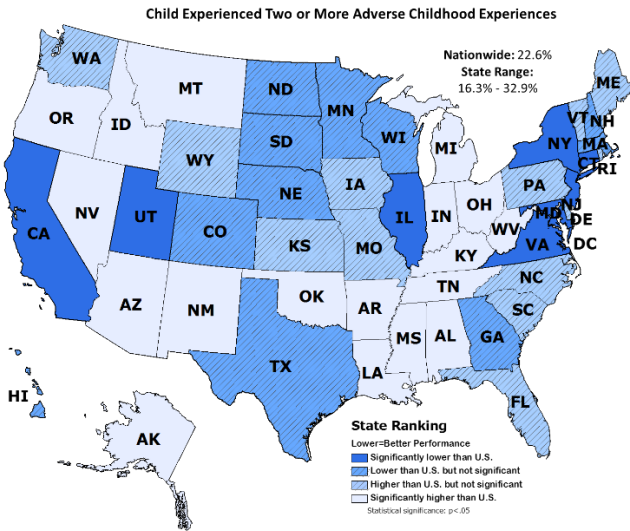 Child Experienced Two or More Adverse Childhood Experiences
Nationwide: 22.6%
State Range:
16.3% - 32.9%
WA
MT
ND
MN
ME
OR
ID
SD
WI
VT
NH
NY
MA
CT
RI
WY
MI
IA
NE
PA
NJ
NV
UT
CO
IL
IN
OH
MD
DE
CA
KS
MO
WV
VA
DC
KY
AZ
NM
OK
AR
TN
NC
SC
MS
AL
GA
TX
LA
HI
FL
AK
State Ranking
Lower=Better Performance
Significantly lower than U.S.
Lower than U.S. but not significant
Higher than U.S. but not significant
Significantly higher than U.S.
Statistical significance: p<.05